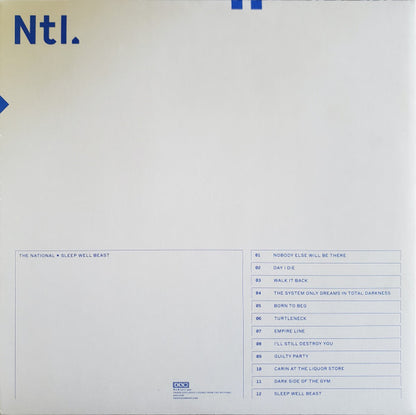 Ntl.
THE NATIONAL • SLEEP WELL BEAST
01 NOBODY ELSE WILL BE THERE
02 DAY I DIE
03 WALK IT BACK
04 THE SYSTEM ONLY DREAMS IN TOTAL DARKNESS
05 BORN TO BEG
06 TURTLENECK
07 EMPIRE LINE
08 I'LL STILL DESTROY YOU
09 GUILTY PARTY
10 CARIN AT THE LIQUOR STORE
11 DARK SIDE OF THE GYM
12 SLEEP WELL BEAST